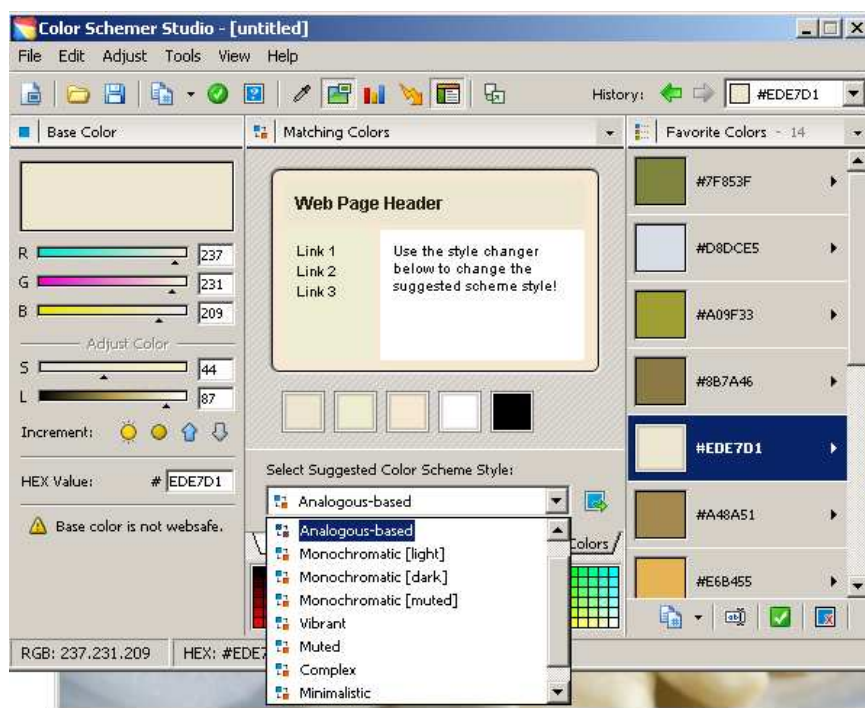 Color Schemer Studio - [untitled]
File Edit Adjust Tools View Help
History: #EDE7D1
Base Color
Matching Colors
Favorite Colors - 14
R 237
G 231
B 209
Adjust Color
S 44
L 87
Increment:
HEX Value: # EDE7D1
Base color is not websafe.
Web Page Header
Link 1
Link 2
Link 3
Use the style changer
below to change the
suggested scheme style!
Select Suggested Color Scheme Style:
Analogous-based
Analogous-based
Monochromatic [light]
Monochromatic [dark]
Monochromatic [muted]
Vibrant
Muted
Complex
Minimalistic
Colors
#7F853F
#D8DCE5
#A09F33
#8B7A46
#EDE7D1
#A48A51
#E6B455
abl
RGB: 237.231.209 HEX: #EDE7